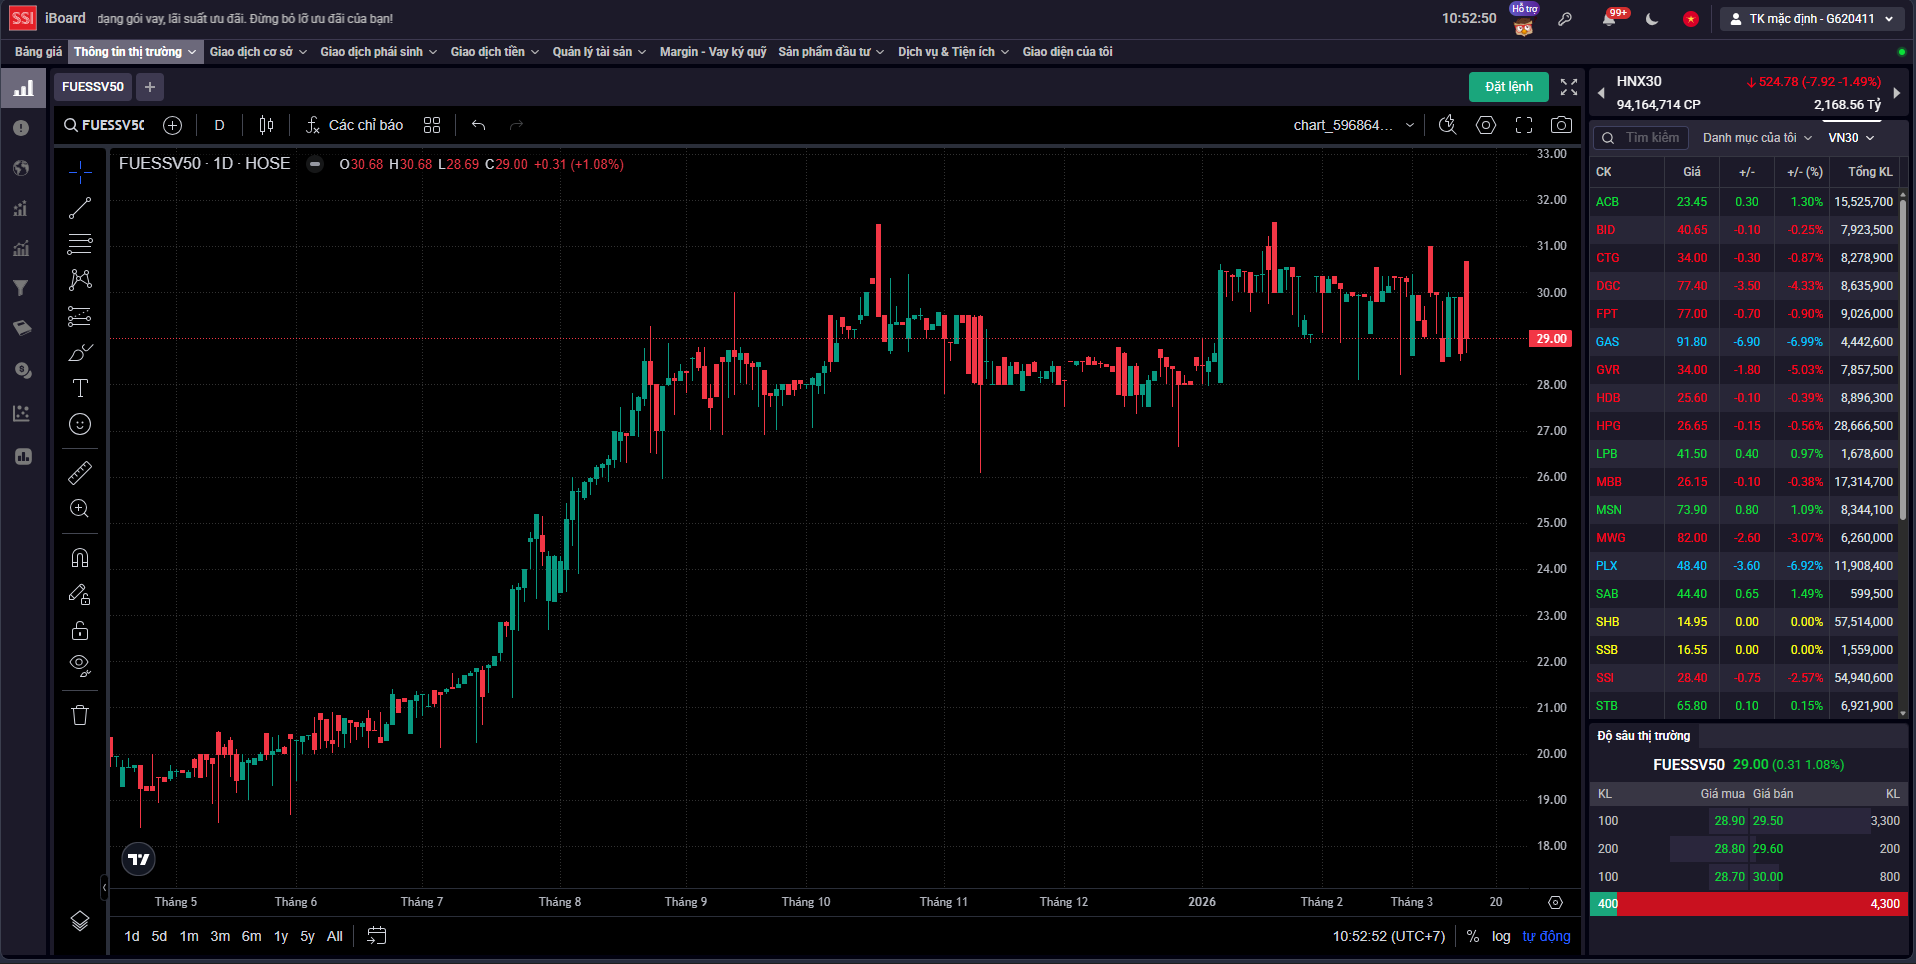 SSI iBoard dạng gói vay, lãi suất ưu đãi. Đừng bỏ lỡ ưu đãi của bạn! 10:52:50 Hỗ trợ 99+ TK mặc định - G620411
Bảng giá Thông tin thị trường Giao dịch cơ sở Giao dịch phái sinh Giao dịch tiền Quản lý tài sản Margin - Vay ký quỹ Sản phẩm đầu tư Dịch vụ & Tiện ích Giao diện của tôi
FUESSV50 + Đặt lệnh
FUESSV50 D Các chỉ báo chart_596864...
FUESSV50 · 1D · HOSE O30.68 H30.68 L28.69 C29.00 +0.31 (+1.08%)
33.00
32.00
31.00
30.00
29.00
28.00
27.00
26.00
25.00
24.00
23.00
22.00
21.00
20.00
19.00
18.00
Tháng 5 Tháng 6 Tháng 7 Tháng 8 Tháng 9 Tháng 10 Tháng 11 Tháng 12 2026 Tháng 2 Tháng 3 20
1d 5d 1m 3m 6m 1y 5y All 10:52:52 (UTC+7) % log tự động
HNX30 524.78 (-7.92 -1.49%)
94,164,714 CP 2,168.56 Tỷ
Tìm kiếm Danh mục của tôi VN30
CK Giá +/- +/- (%) Tổng KL
ACB 23.45 0.30 1.30% 15,525,700
BID 40.65 -0.10 -0.25% 7,923,500
CTG 34.00 -0.30 -0.87% 8,278,900
DGC 77.40 -3.50 -4.33% 8,635,900
FPT 77.00 -0.70 -0.90% 9,026,000
GAS 91.80 -6.90 -6.99% 4,442,600
GVR 34.00 -1.80 -5.03% 7,857,500
HDB 25.60 -0.10 -0.39% 8,896,300
HPG 26.65 -0.15 -0.56% 28,666,500
LPB 41.50 0.40 0.97% 1,678,600
MBB 26.15 -0.10 -0.38% 17,314,700
MSN 73.90 0.80 1.09% 8,344,100
MWG 82.00 -2.60 -3.07% 6,260,000
PLX 48.40 -3.60 -6.92% 11,908,400
SAB 44.40 0.65 1.49% 599,500
SHB 14.95 0.00 0.00% 57,514,000
SSB 16.55 0.00 0.00% 1,559,000
SSI 28.40 -0.75 -2.57% 54,940,600
STB 65.80 0.10 0.15% 6,921,900
Độ sâu thị trường
FUESSV50 29.00 (0.31 1.08%)
KL Giá mua Giá bán KL
100 28.90 29.50 3,300
200 28.80 29.60 200
100 28.70 30.00 800
400 4,300